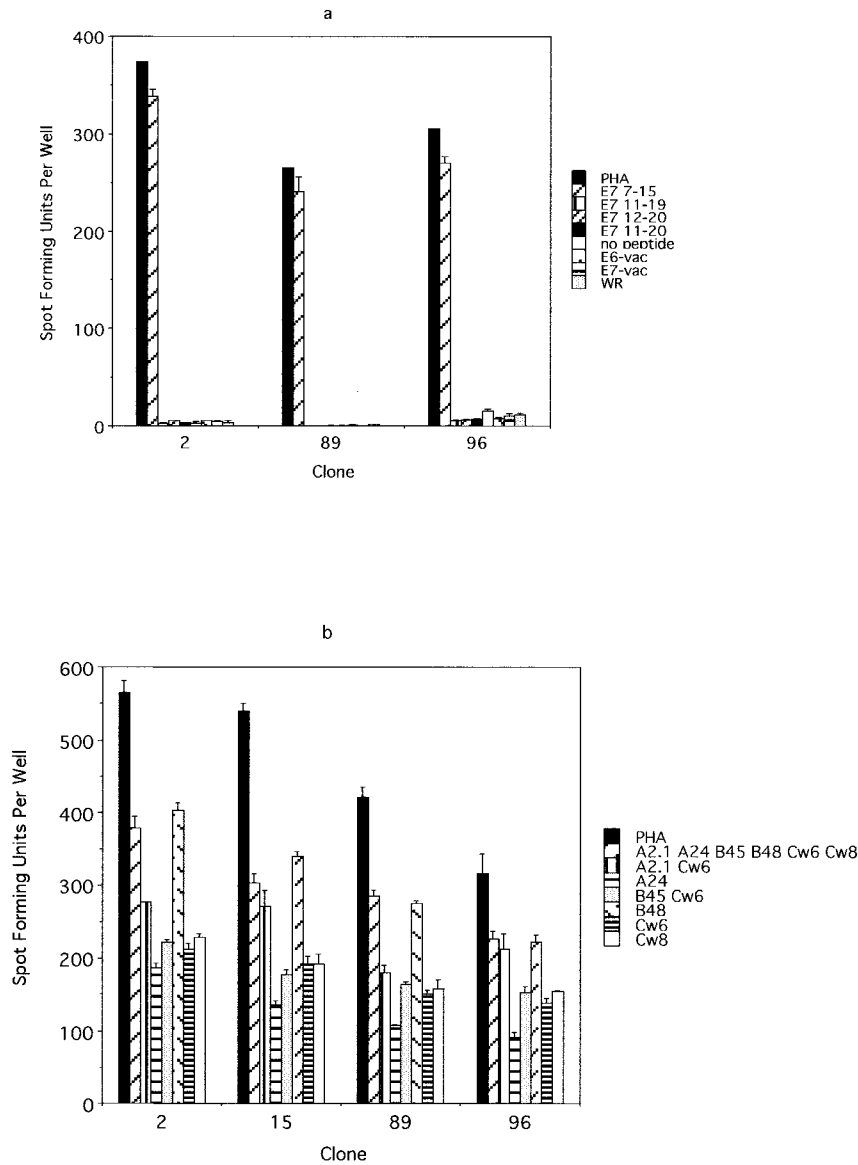 a
400
300
200
100
0
Spot Forming Units Per Well
2 89 96
Clone
PHA
E7 7-15
E7 11-19
E7 12-20
E7 11-20
no peptide
E6-vac
E7-vac
WR
b
600
500
400
300
200
100
0
Spot Forming Units Per Well
2 15 89 96
Clone
PHA
A2.1 A24 B45 B48 Cw6 Cw8
A2.1 Cw6
A24
B45 Cw6
B48
Cw6
Cw8